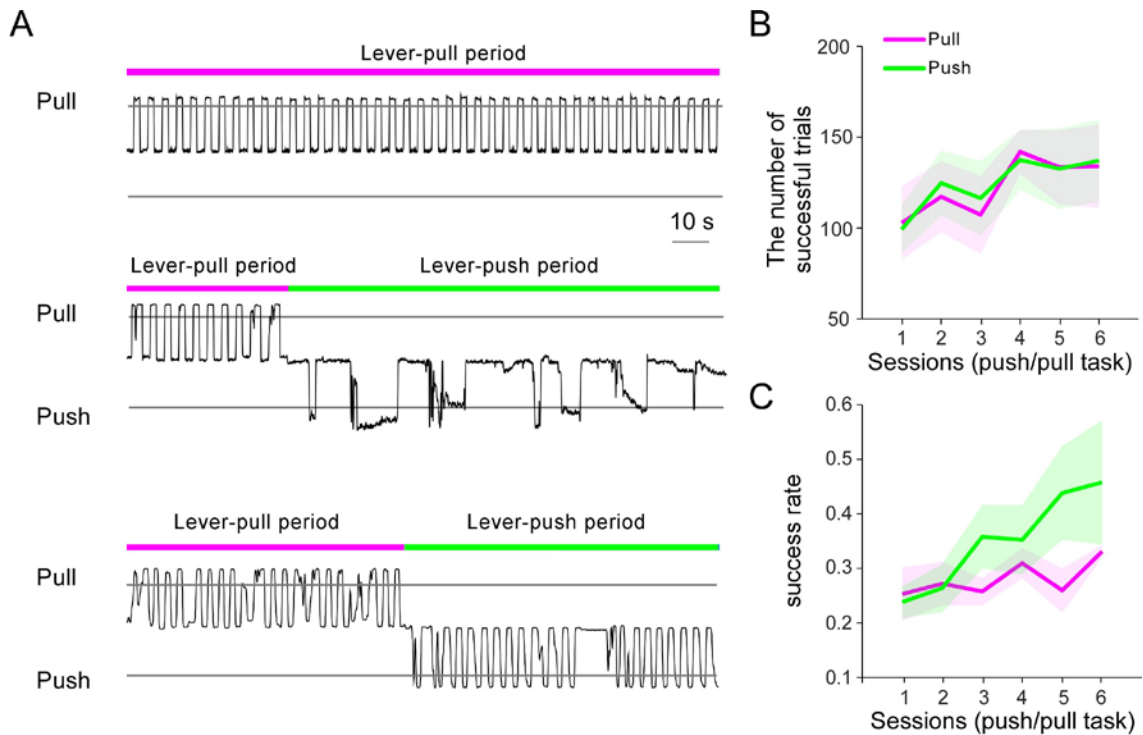 A
Lever-pull period
Pull
10 s
Lever-pull period
Lever-push period
Pull
Push
Lever-pull period
Lever-push period
Pull
Push
B
200
150
100
50
The number of
successful trials
Pull
Push
1 2 3 4 5 6
Sessions (push/pull task)
C
0.6
0.5
0.4
0.3
0.2
0.1
success rate
1 2 3 4 5 6
Sessions (push/pull task)